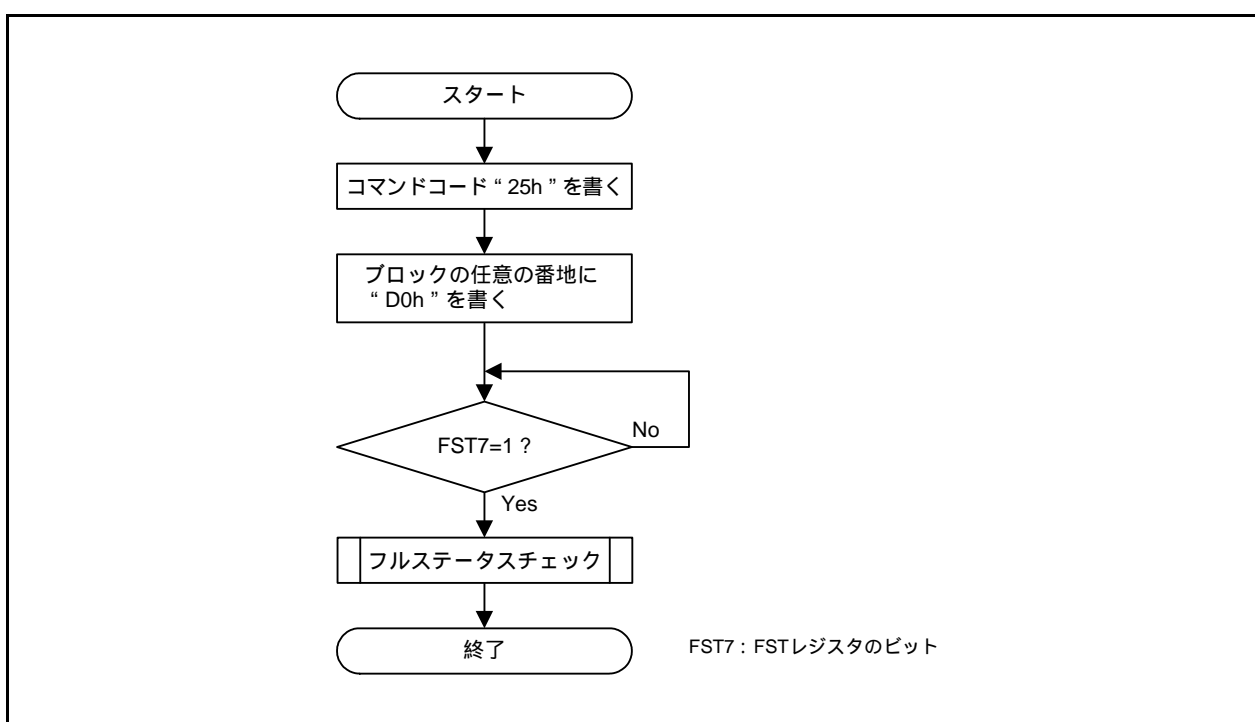 スタート
コマンドコード“ 25h ”を書く
ブロックの任意の番地に
“ D0h ”を書く
FST7=1 ?
No
Yes
フルステータスチェック
終了
FST7 : FSTレジスタのビット